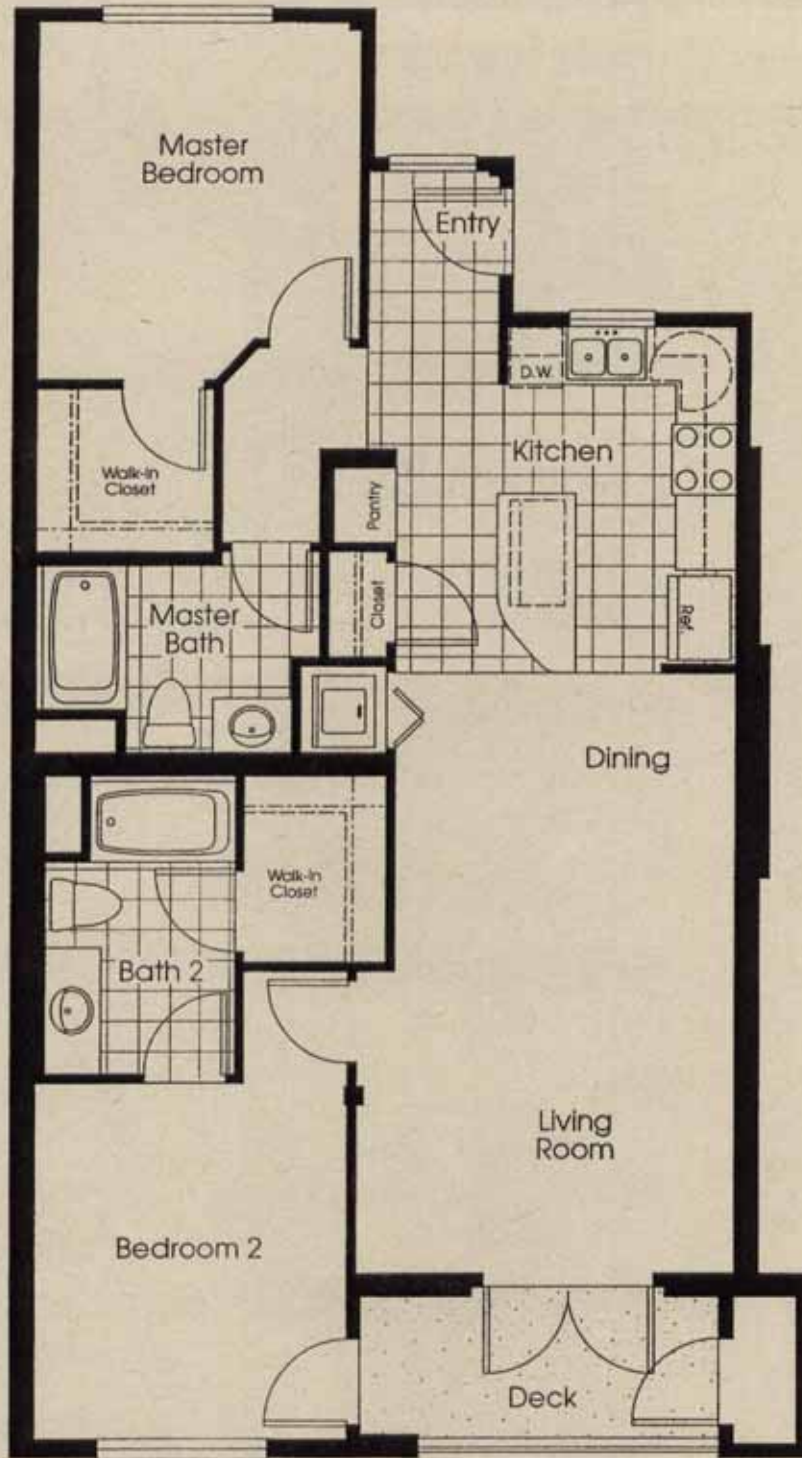 Master
Bedroom
Entry
D.W.
Kitchen
Walk-In
Closet
Pantry
Master
Bath
Closet
Ref.
Dining
Walk-In
Closet
Bath 2
Living
Room
Bedroom 2
Deck